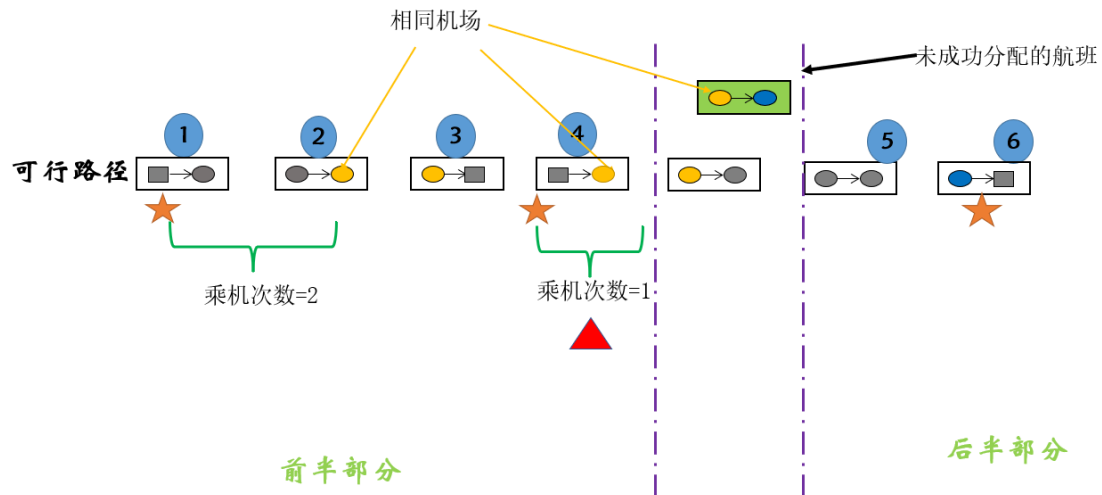 相同机场
未成功分配的航班
1
2
3
4
5
6
可行路径
乘机次数=2
乘机次数=1
前半部分
后半部分